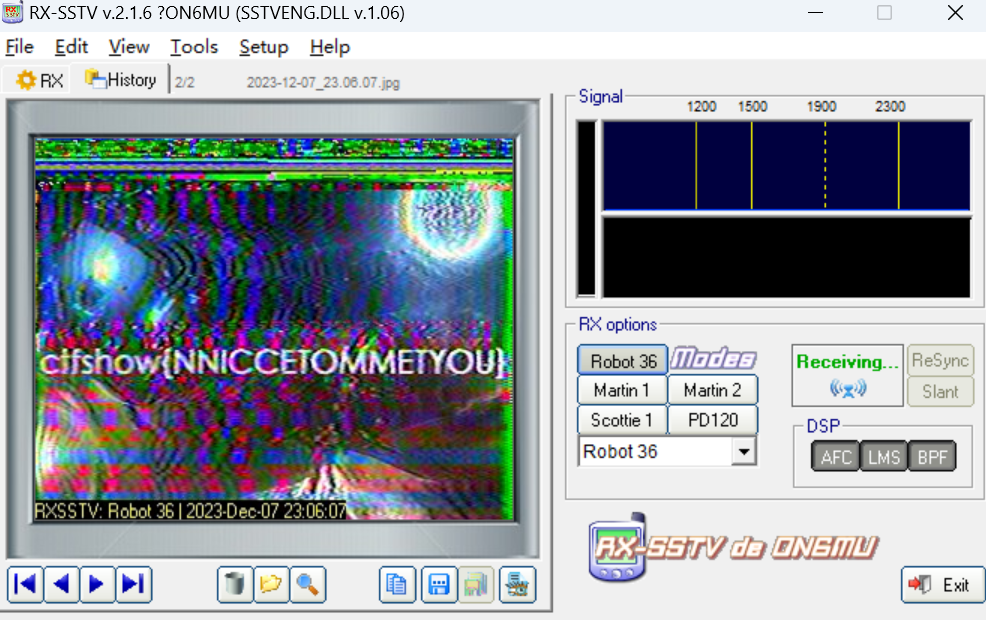 RX-SSTV v.2.1.6 ?ON6MU (SSTVENG.DLL v.1.06)
File Edit View Tools Setup Help
RX History 2/2 2023-12-07_23.06.07.jpg
Signal
1200 1500 1900 2300
ctfshow{NNICCETOMMETYOU}
RXSSTV: Robot 36 | 2023-Dec-07 23:06:07
RX options
Robot 36 Modes
Martin 1 Martin 2
Scottie 1 PD120
Robot 36
Receiving... ReSync
Slant
DSP
AFC LMS BPF
RX-SSTV de ON6MU
Exit